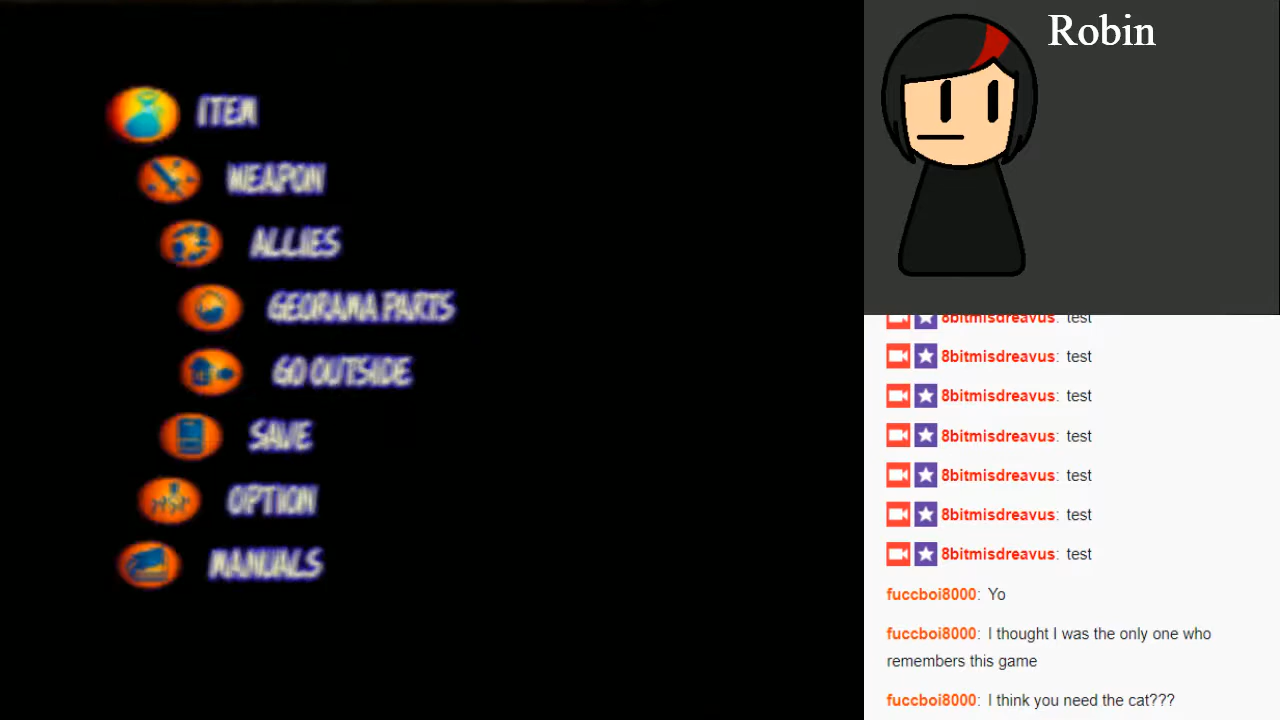 ITEM
WEAPON
ALLIES
GEORAMA PARTS
GO OUTSIDE
SAVE
OPTION
MANUALS
Robin
8bitmisdreavus: test
8bitmisdreavus: test
8bitmisdreavus: test
8bitmisdreavus: test
8bitmisdreavus: test
8bitmisdreavus: test
8bitmisdreavus: test
fuccboi8000: Yo
fuccboi8000: I thought I was the only one who
remembers this game
fuccboi8000: I think you need the cat???